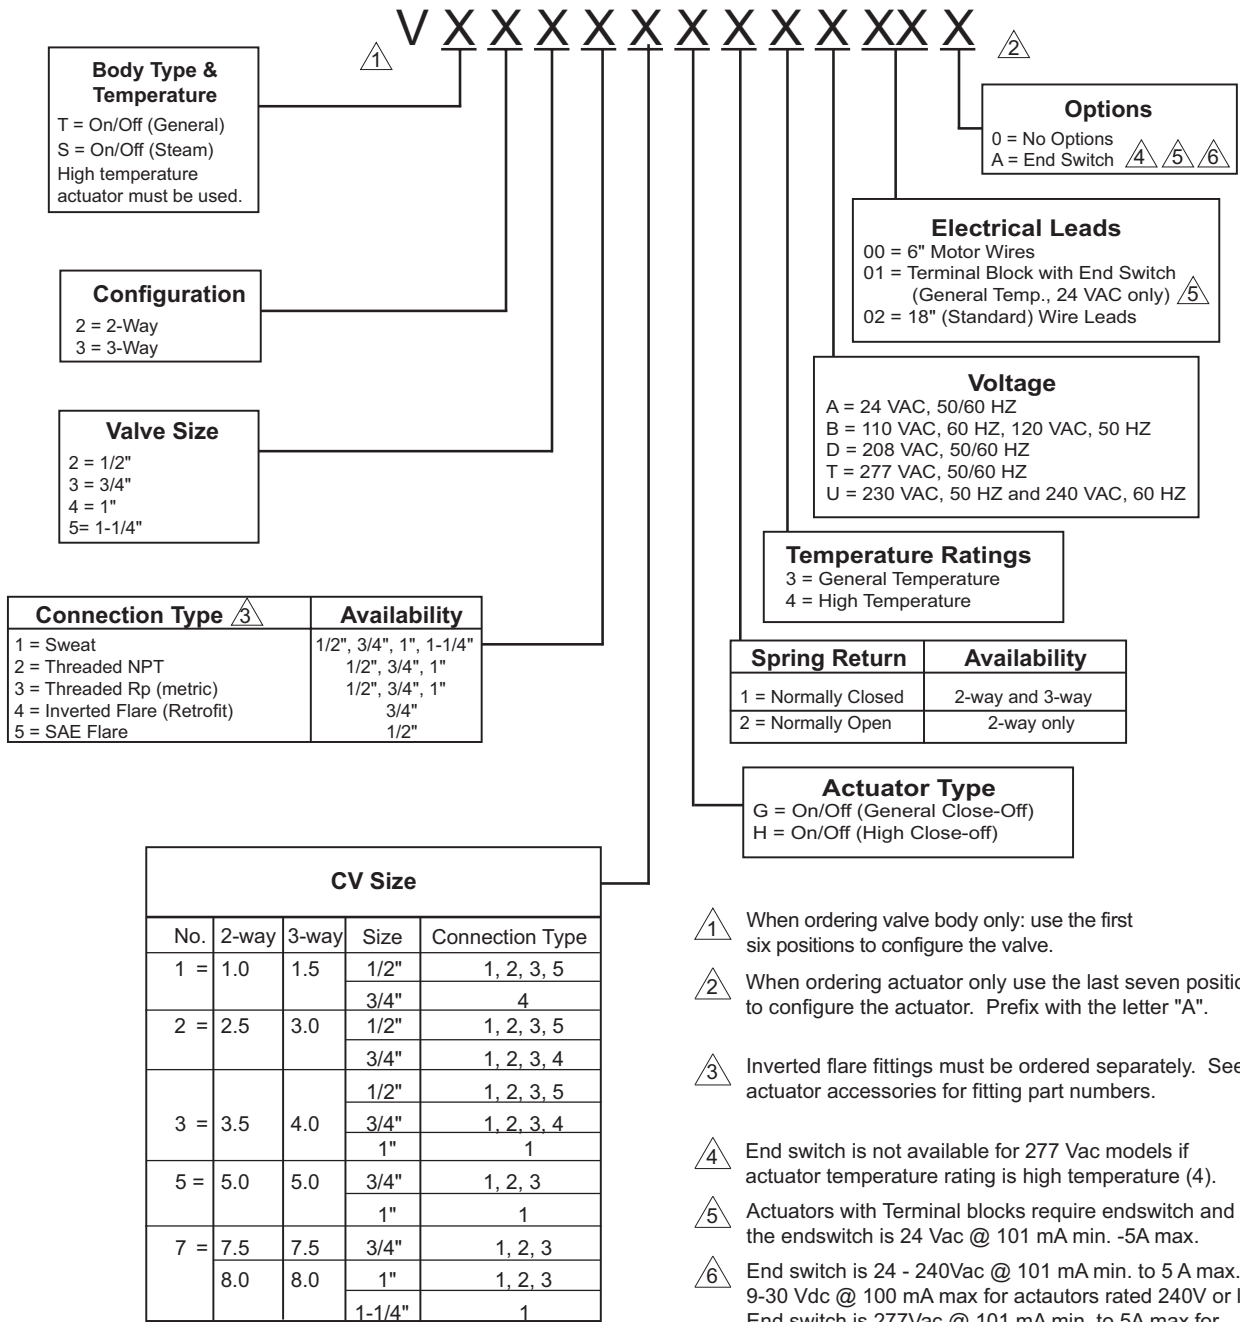 V X X X X X X X X X XX X
1
2
Body Type &
Temperature
T = On/Off (General)
S = On/Off (Steam)
High temperature
actuator must be used.
Options
0 = No Options
A = End Switch 4 5 6
Electrical Leads
00 = 6" Motor Wires
01 = Terminal Block with End Switch
(General Temp., 24 VAC only) 5
02 = 18" (Standard) Wire Leads
Configuration
2 = 2-Way
3 = 3-Way
Voltage
A = 24 VAC, 50/60 HZ
B = 110 VAC, 60 HZ, 120 VAC, 50 HZ
D = 208 VAC, 50/60 HZ
T = 277 VAC, 50/60 HZ
U = 230 VAC, 50 HZ and 240 VAC, 60 HZ
Valve Size
2 = 1/2"
3 = 3/4"
4 = 1"
5= 1-1/4"
Temperature Ratings
3 = General Temperature
4 = High Temperature
Connection Type 3 Availability
1 = Sweat 1/2", 3/4", 1", 1-1/4"
2 = Threaded NPT 1/2", 3/4", 1"
3 = Threaded Rp (metric) 1/2", 3/4", 1"
4 = Inverted Flare (Retrofit) 3/4"
5 = SAE Flare 1/2"
Spring Return Availability
1 = Normally Closed 2-way and 3-way
2 = Normally Open 2-way only
Actuator Type
G = On/Off (General Close-Off)
H = On/Off (High Close-off)
CV Size
No. 2-way 3-way Size Connection Type
1 = 1.0 1.5 1/2" 1, 2, 3, 5
3/4" 4
2 = 2.5 3.0 1/2" 1, 2, 3, 5
3/4" 1, 2, 3, 4
1/2" 1, 2, 3, 5
3 = 3.5 4.0 3/4" 1, 2, 3, 4
1" 1
5 = 5.0 5.0 3/4" 1, 2, 3
1" 1
7 = 7.5 7.5 3/4" 1, 2, 3
8.0 8.0 1" 1, 2, 3
1-1/4" 1
1 When ordering valve body only: use the first
six positions to configure the valve.
2 When ordering actuator only use the last seven
to configure the actuator. Prefix with the letter "A".
3 Inverted flare fittings must be ordered separately. See
actuator accessories for fitting part numbers.
4 End switch is not available for 277 Vac models if
actuator temperature rating is high temperature (4).
5 Actuators with Terminal blocks require endswitch and
the endswitch is 24 Vac @ 101 mA min. -5A max.
6 End switch is 24 - 240Vac @ 101 mA min. to 5 A max.
9-30 Vdc @ 100 mA max for actautors rated 240V or
End switch is 277Vac @ 101 mA min. to 5A max for